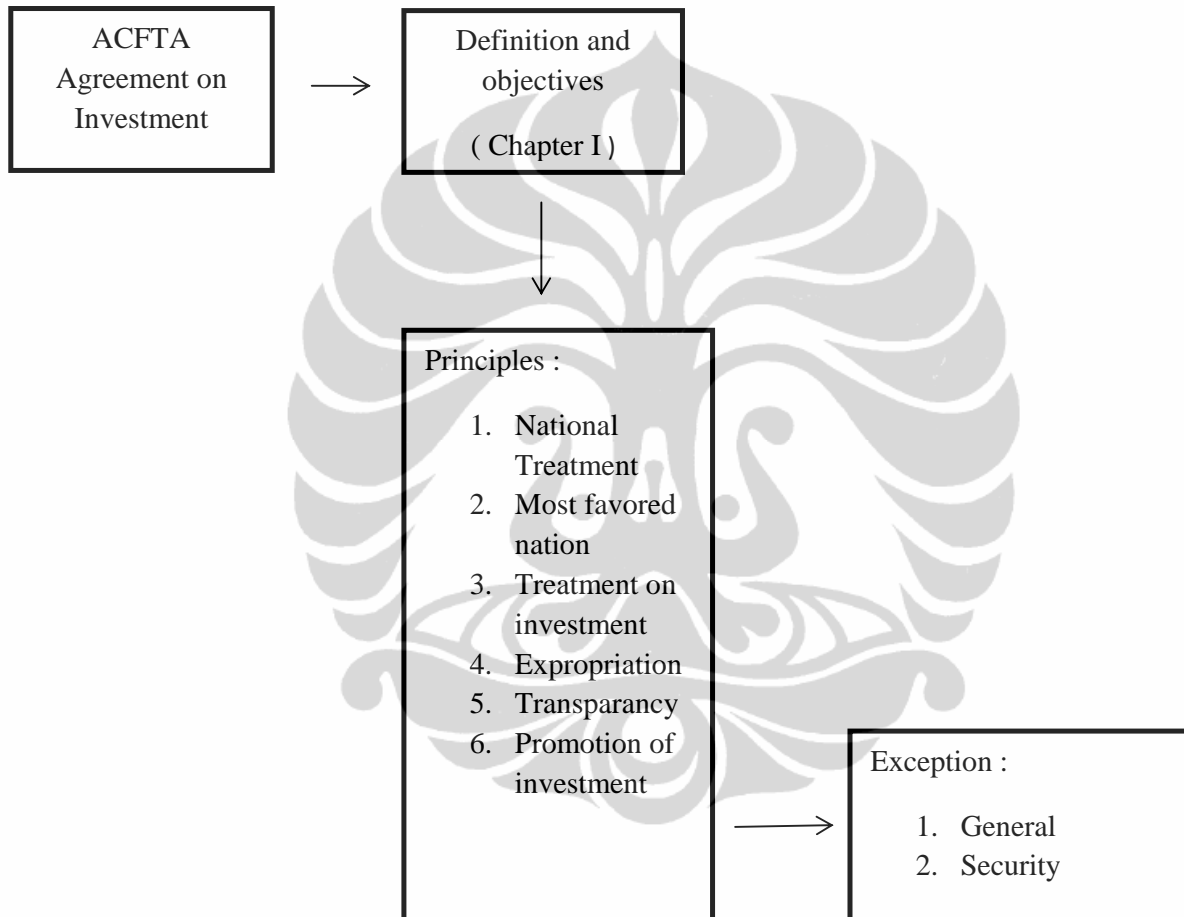 ACFTA
Agreement on
Investment
Definition and
objectives
( Chapter I )
Principles :
1. National
Treatment
2. Most favored
nation
3. Treatment on
investment
4. Expropriation
5. Transparancy
6. Promotion of
investment
Exception :
1. General
2. Security